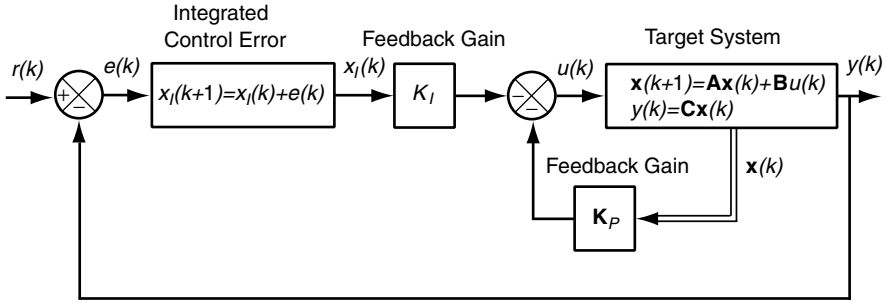 Integrated
Control Error
Feedback Gain
Target System
r(k)
+
−
e(k)
x_I(k+1)=x_I(k)+e(k)
x_I(k)
K_I
−
−
u(k)
x(k+1)=Ax(k)+Bu(k)
y(k)=Cx(k)
y(k)
Feedback Gain
x(k)
K_P